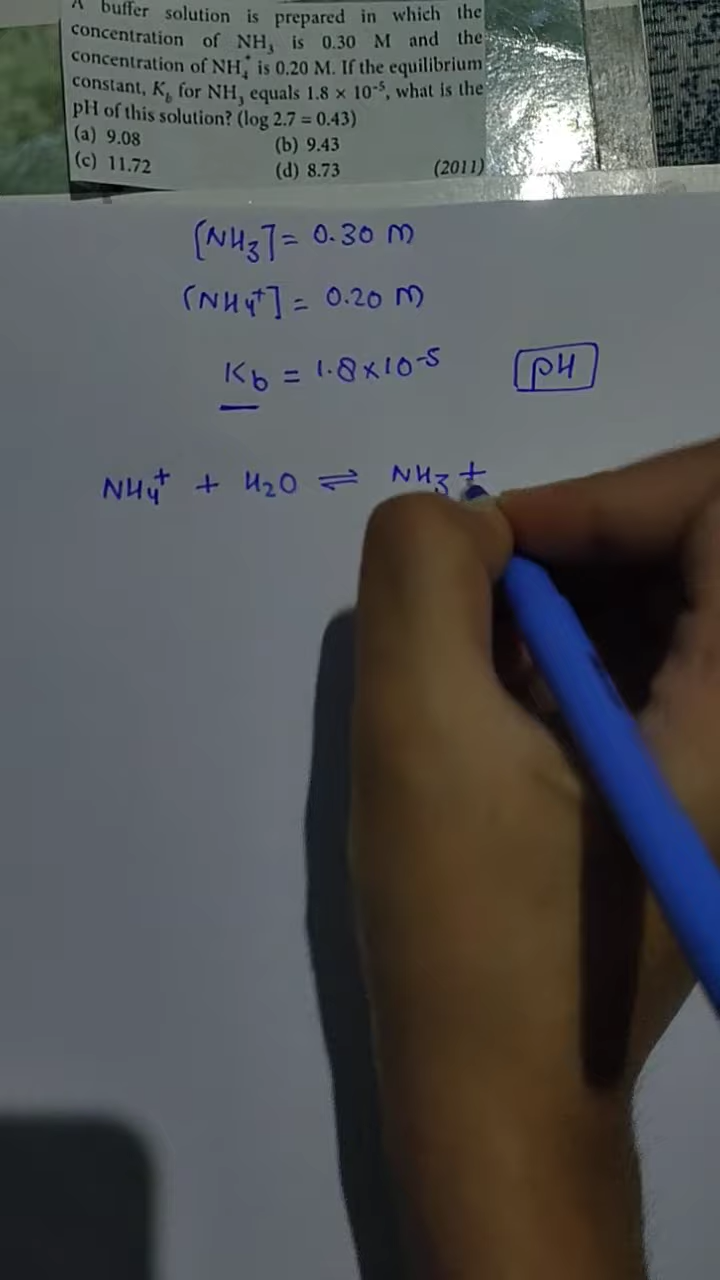 A buffer solution is prepared in which the
concentration of NH₃ is 0.30 M and the
concentration of NH₄⁺ is 0.20 M. If the equilibrium
constant, K_b for NH₃ equals 1.8 × 10⁻⁵, what is the
pH of this solution? (log 2.7 = 0.43)
(a) 9.08 (b) 9.43
(c) 11.72 (d) 8.73 (2011)
[NH₃] = 0.30 M
[NH₄⁺] = 0.20 M
K_b = 1.8×10⁻⁵ pH
NH₄⁺ + H₂O ⇌ NH₃ +